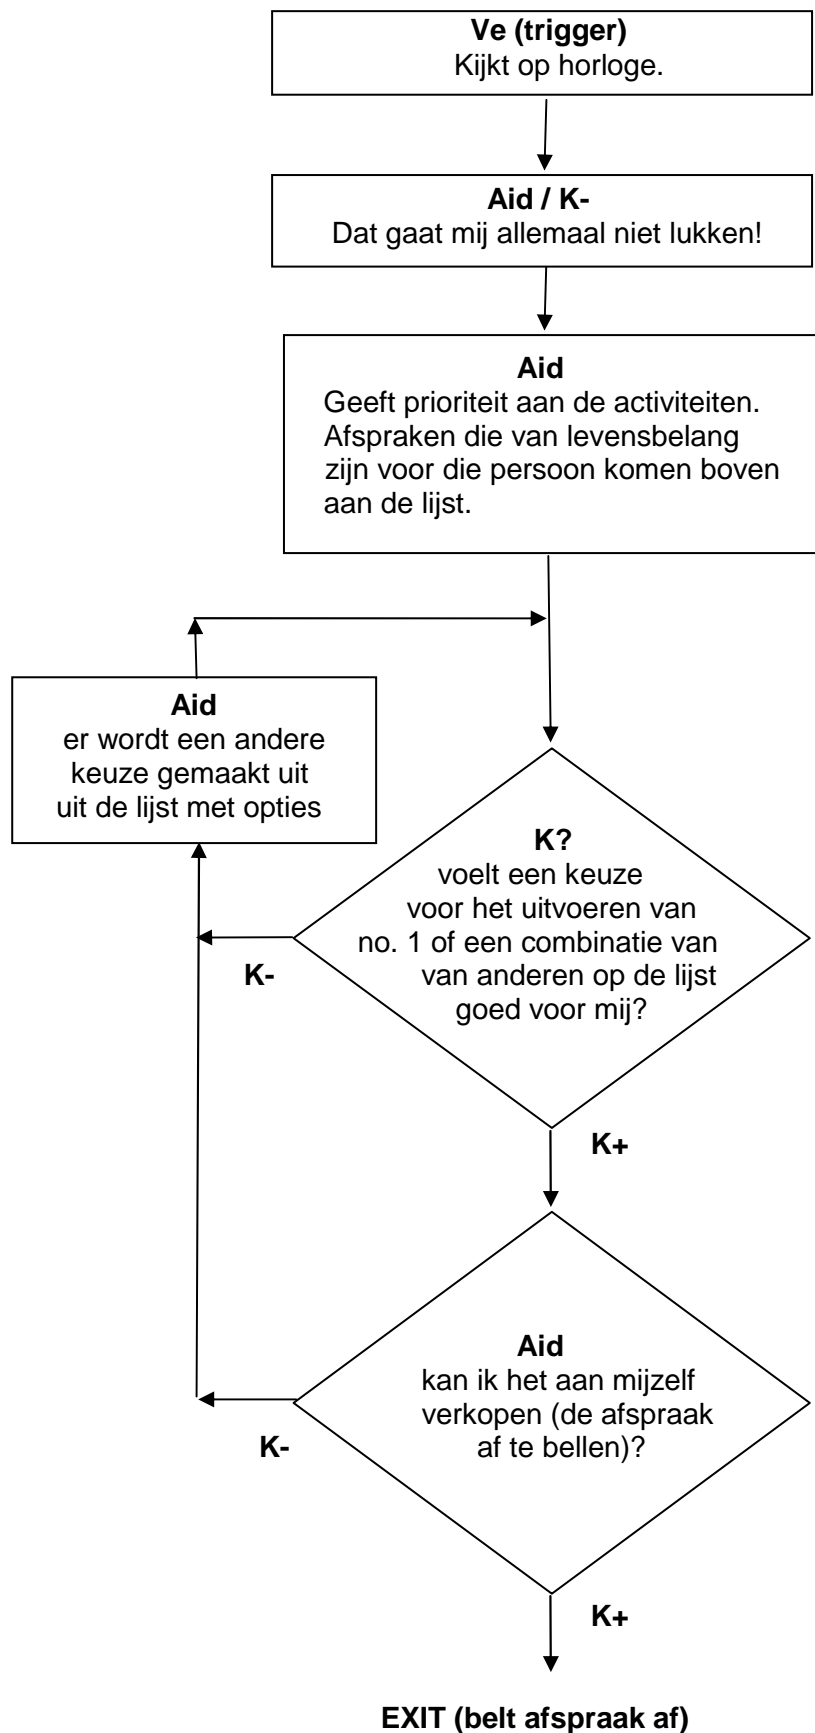 Ve (trigger)
Kijkt op horloge.
Aid / K-
Dat gaat mij allemaal niet lukken!
Aid
Geeft prioriteit aan de activiteiten.
Afspraken die van levensbelang
zijn voor die persoon komen boven
aan de lijst.
Aid
er wordt een andere
keuze gemaakt uit
uit de lijst met opties
K?
voelt een keuze
voor het uitvoeren van
no. 1 of een combinatie van
van anderen op de lijst
goed voor mij?
K-
K+
Aid
kan ik het aan mijzelf
verkopen (de afspraak
af te bellen)?
K-
K+
EXIT (belt afspraak af)